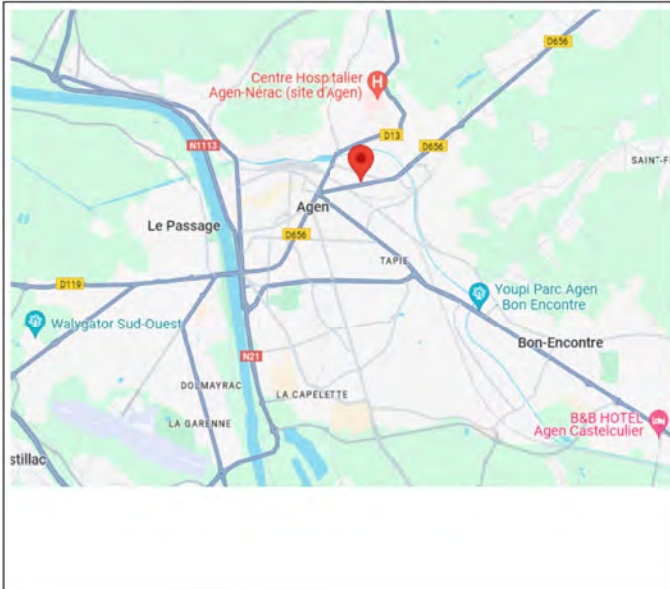 D656
Centre Hospitalier
Agen-Nérac (site d'Agen)
H
D13
D656
N1113
SAINT-F
Agen
Le Passage
D656
TAPIE
D119
Youpi Parc Agen
- Bon Encontre
Walygator Sud-Ouest
Bon-Encontre
N21
DOLMAYRAC
LA CAPELETTE
LA GARENNE
B&B HOTEL
Agen Castelculier
stillac